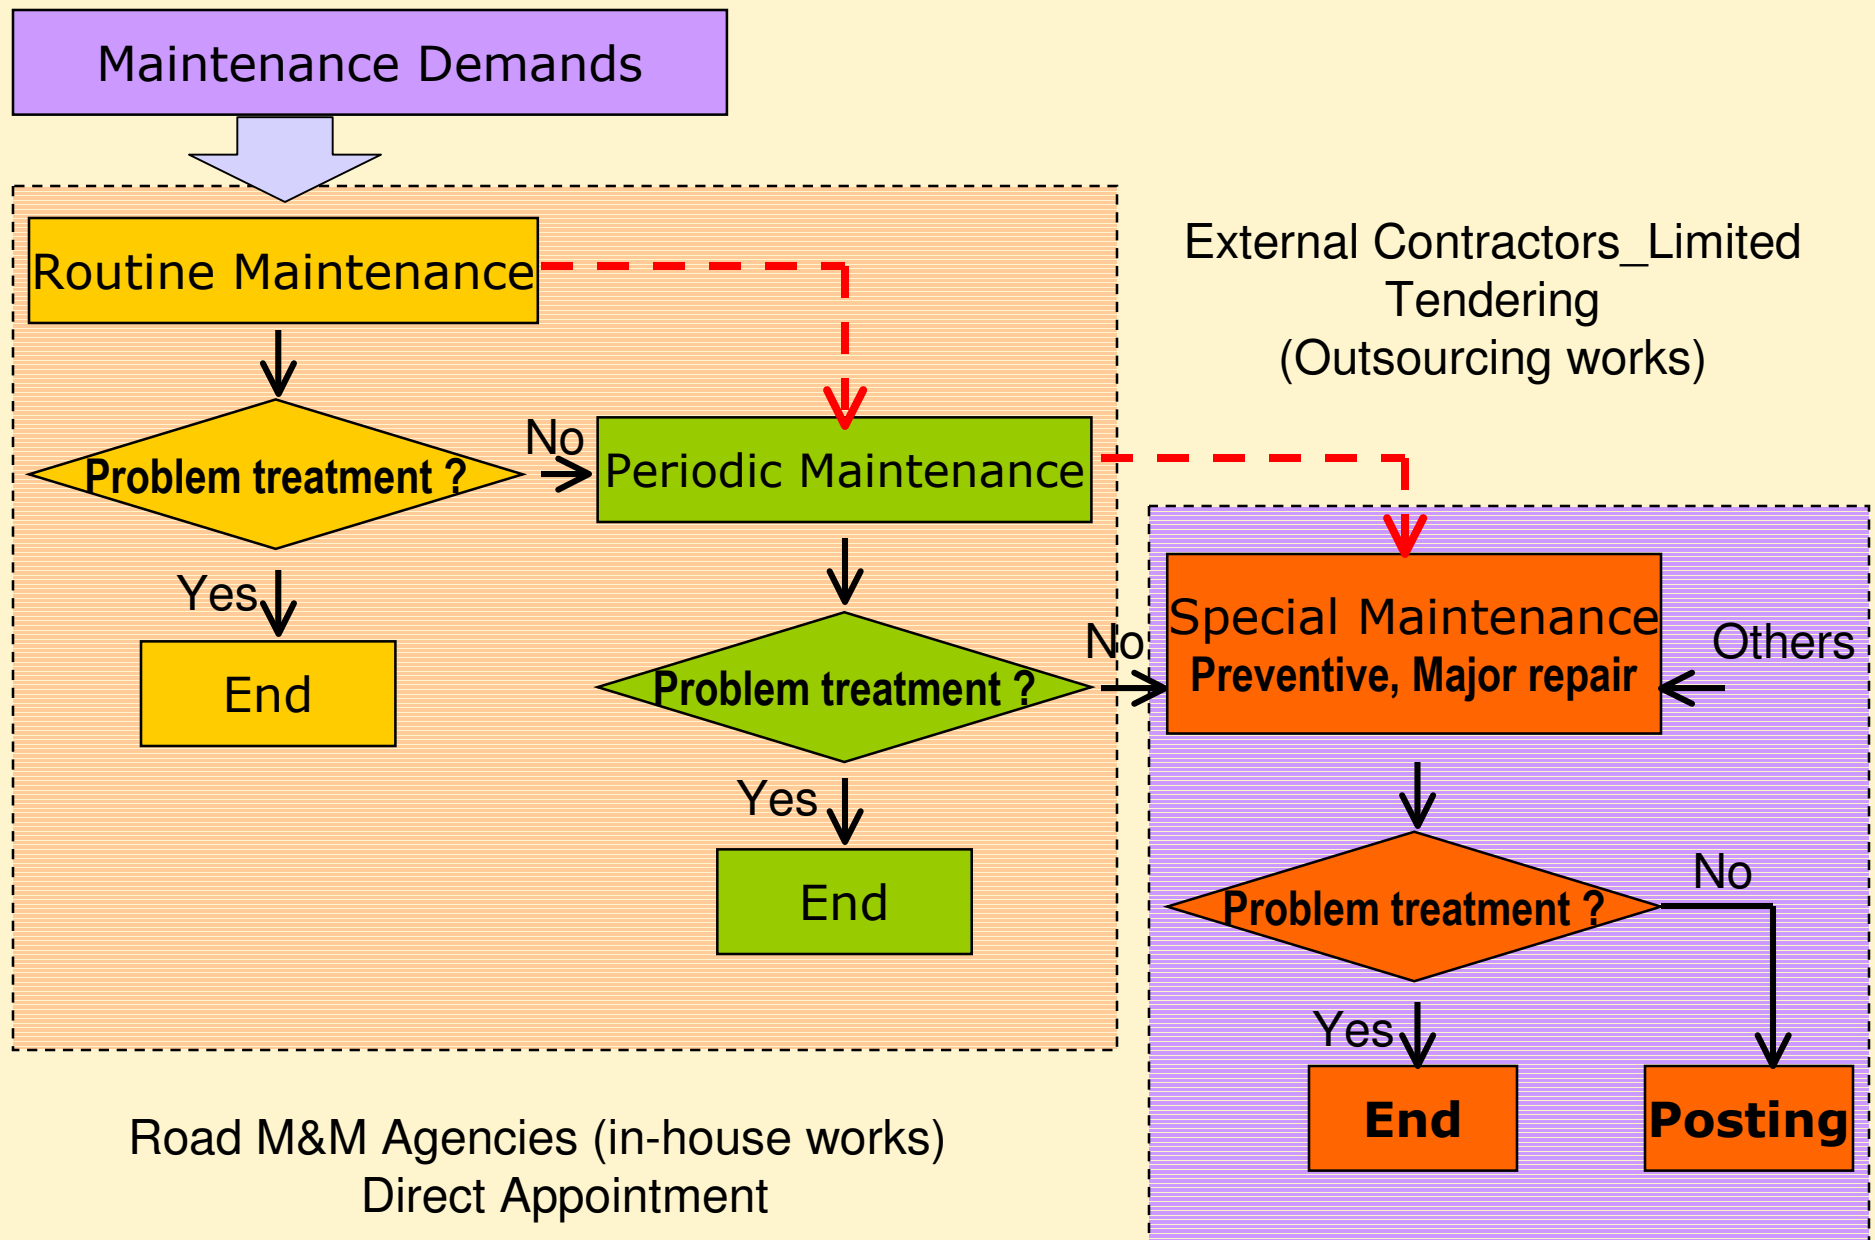 Maintenance Demands
Routine Maintenance
External Contractors_Limited
Tendering
(Outsourcing works)
No
Problem treatment ?
Periodic Maintenance
Yes
End
No
Special Maintenance
Preventive, Major repair
Others
Problem treatment ?
Yes
End
No
Problem treatment ?
Yes
End
Posting
Road M&M Agencies (in-house works)
Direct Appointment